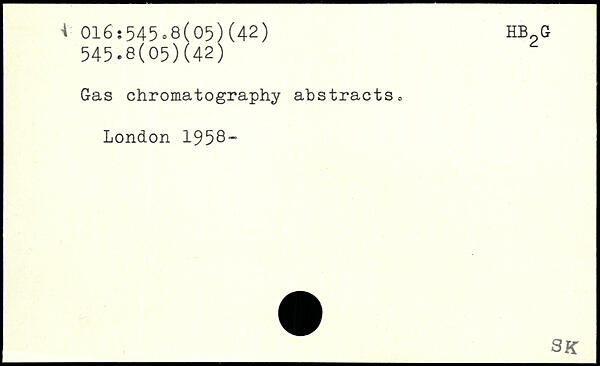 016:545.8(05)(42) HB₂G
545.8(05)(42)
Gas chromatography abstracts.
London 1958-
SK